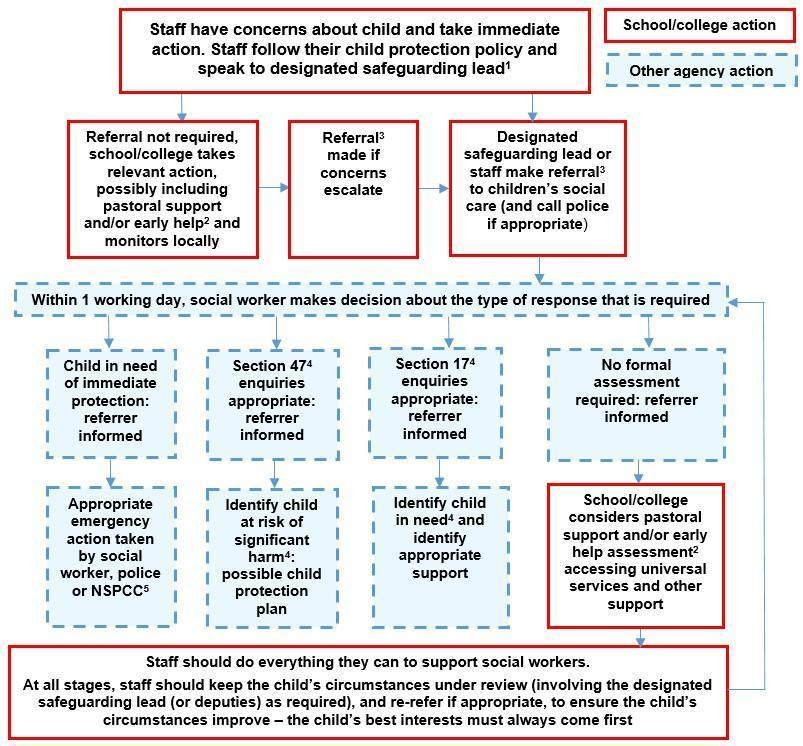 Staff have concerns about child and take immediate
action. Staff follow their child protection policy and
speak to designated safeguarding lead¹
School/college action
Other agency action
Referral not required,
school/college takes
relevant action,
possibly including
pastoral support
and/or early help² and
monitors locally
Referral³
made if
concerns
escalate
Designated
safeguarding lead or
staff make referral³
to children’s social
care (and call police
if appropriate)
Within 1 working day, social worker makes decision about the type of response that is required
Child in need
of immediate
protection:
referrer
informed
Section 47⁴
enquiries
appropriate:
referrer
informed
Section 17⁴
enquiries
appropriate:
referrer
informed
No formal
assessment
required: referrer
informed
Appropriate
emergency
action taken
by social
worker, police
or NSPCC⁵
Identify child
at risk of
significant
harm⁴:
possible child
protection
plan
Identify child
in need⁴ and
identify
appropriate
support
School/college
considers pastoral
support and/or early
help assessment²
accessing universal
services and other
support
Staff should do everything they can to support social workers.
At all stages, staff should keep the child’s circumstances under review (involving the designated
safeguarding lead (or deputies) as required), and re-refer if appropriate, to ensure the child’s
circumstances improve – the child’s best interests must always come first